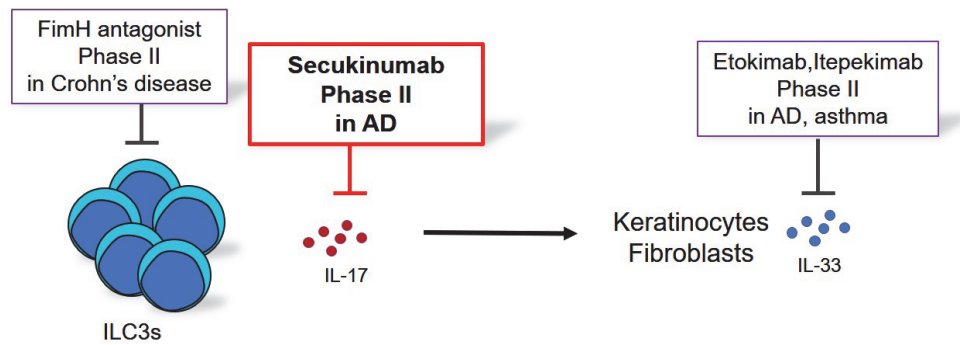 FimH antagonist
Phase II
in Crohn's disease
Secukinumab
Phase II
in AD
Etokimab,Itepekimab
Phase II
in AD, asthma
ILC3s
IL-17
Keratinocytes
Fibroblasts
IL-33